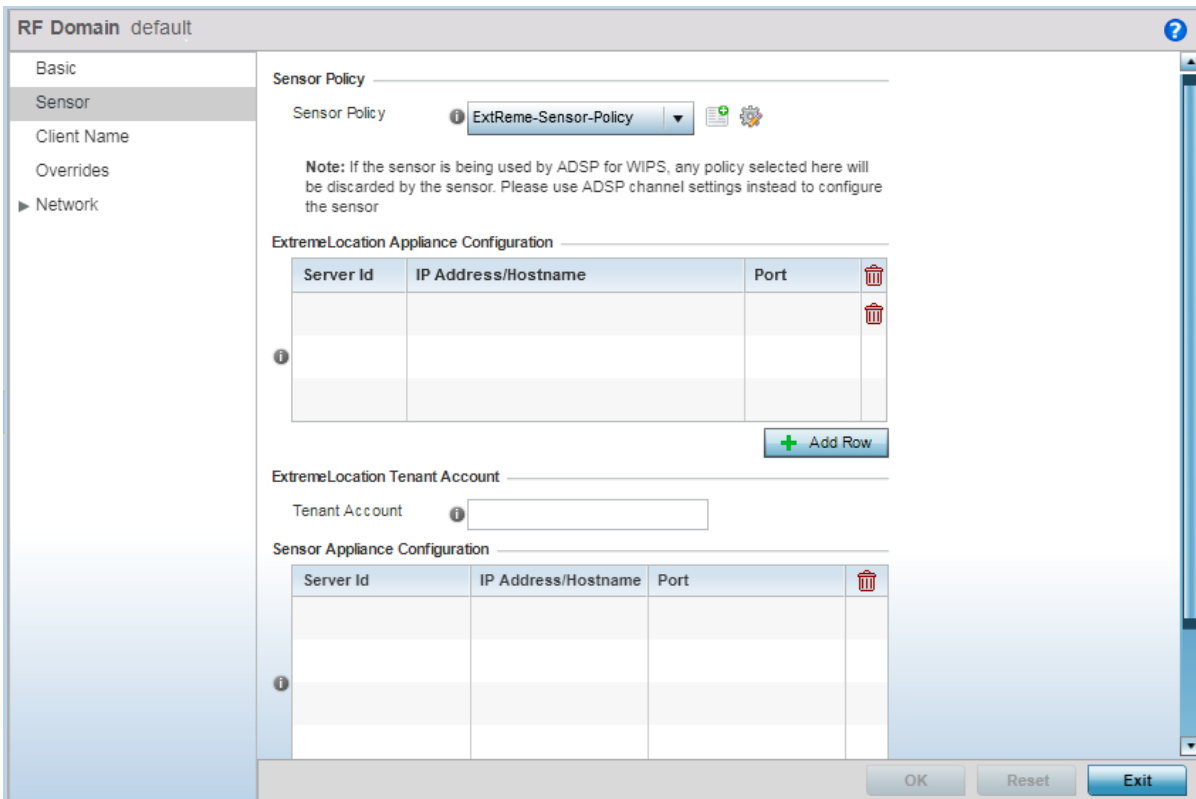 RF Domain default
?
Basic
Sensor
Client Name
Overrides
Network
Sensor Policy
Sensor Policy
ExtReme-Sensor-Policy
Note: If the sensor is being used by ADSP for WIPS, any policy selected here will
be discarded by the sensor. Please use ADSP channel settings instead to configure
the sensor
ExtremeLocation Appliance Configuration
Server Id IP Address/Hostname Port
Add Row
ExtremeLocation Tenant Account
Tenant Account
Sensor Appliance Configuration
Server Id IP Address/Hostname Port
OK Reset Exit